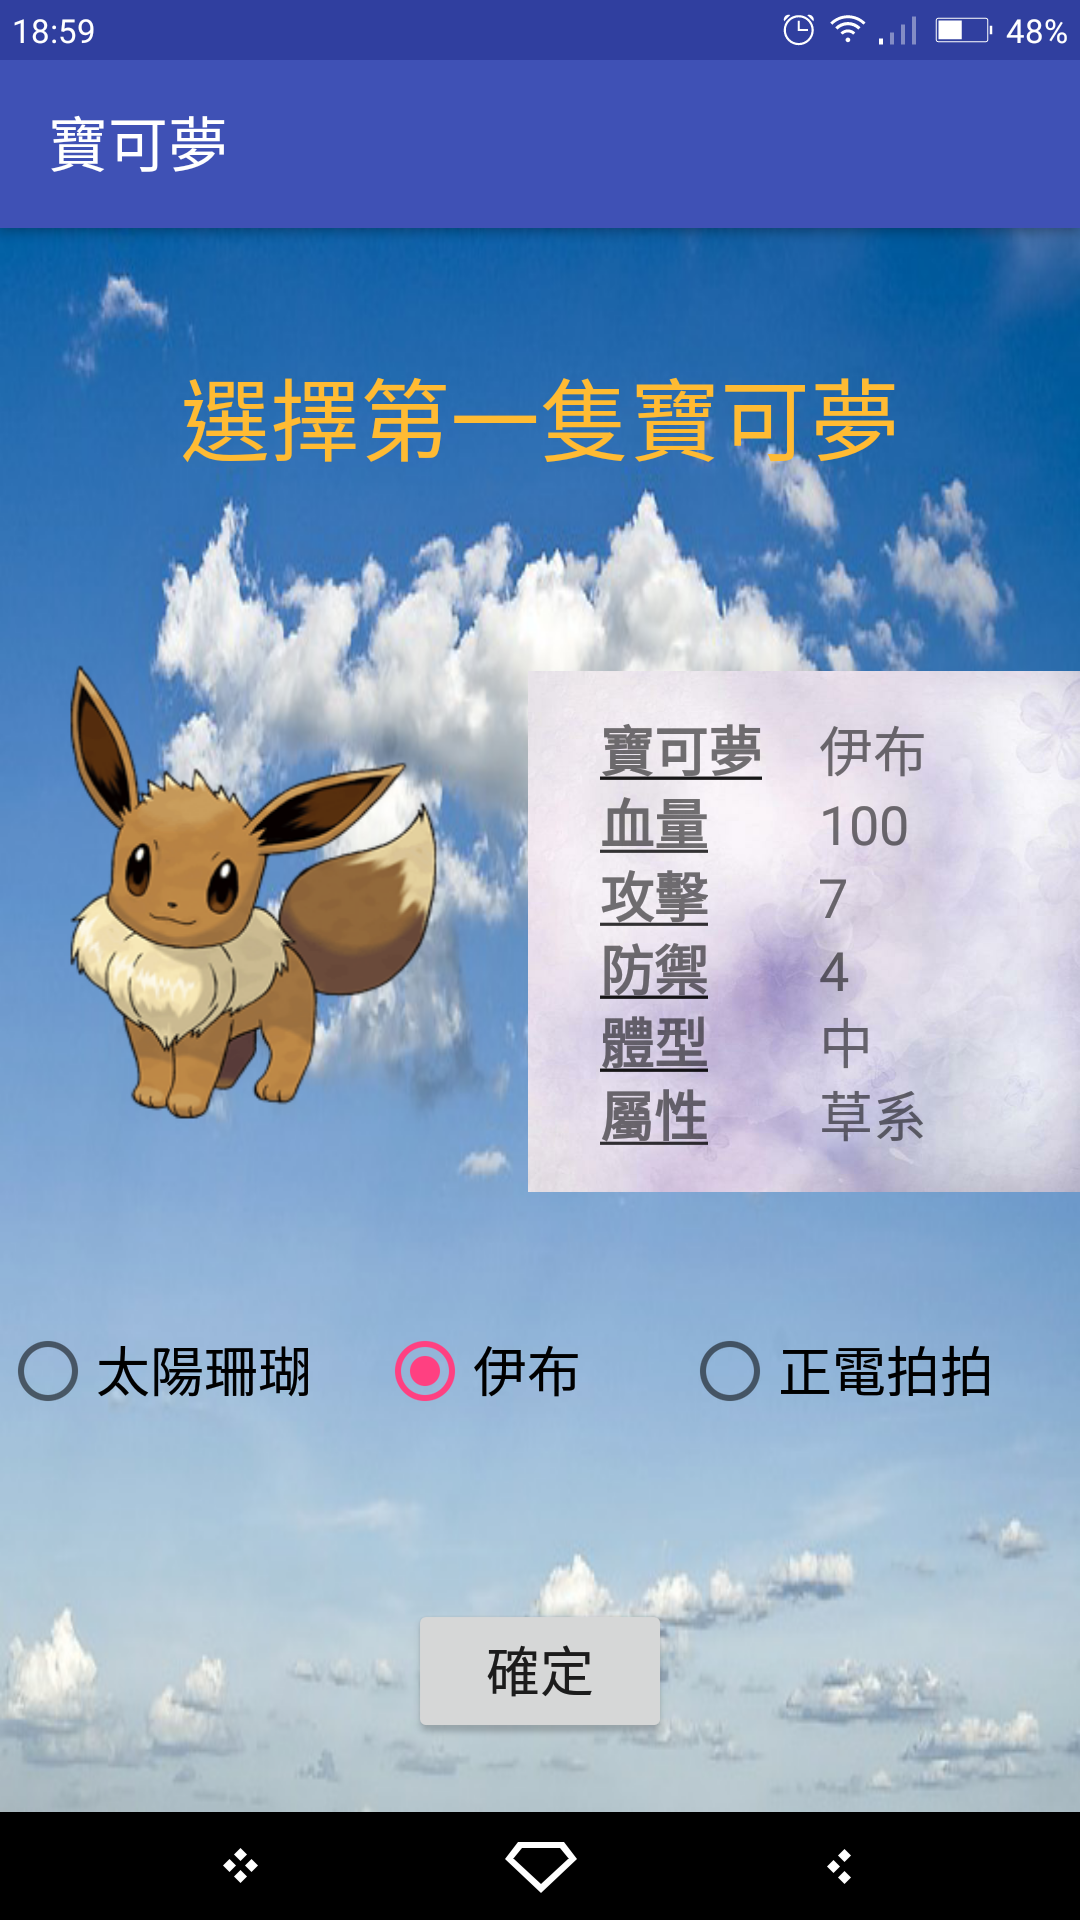 18:59
48%
寶可夢
選擇第一隻寶可夢
寶可夢 伊布
血量 100
攻擊 7
防禦 4
體型 中
屬性 草系
太陽珊瑚 伊布 正電拍拍
確定